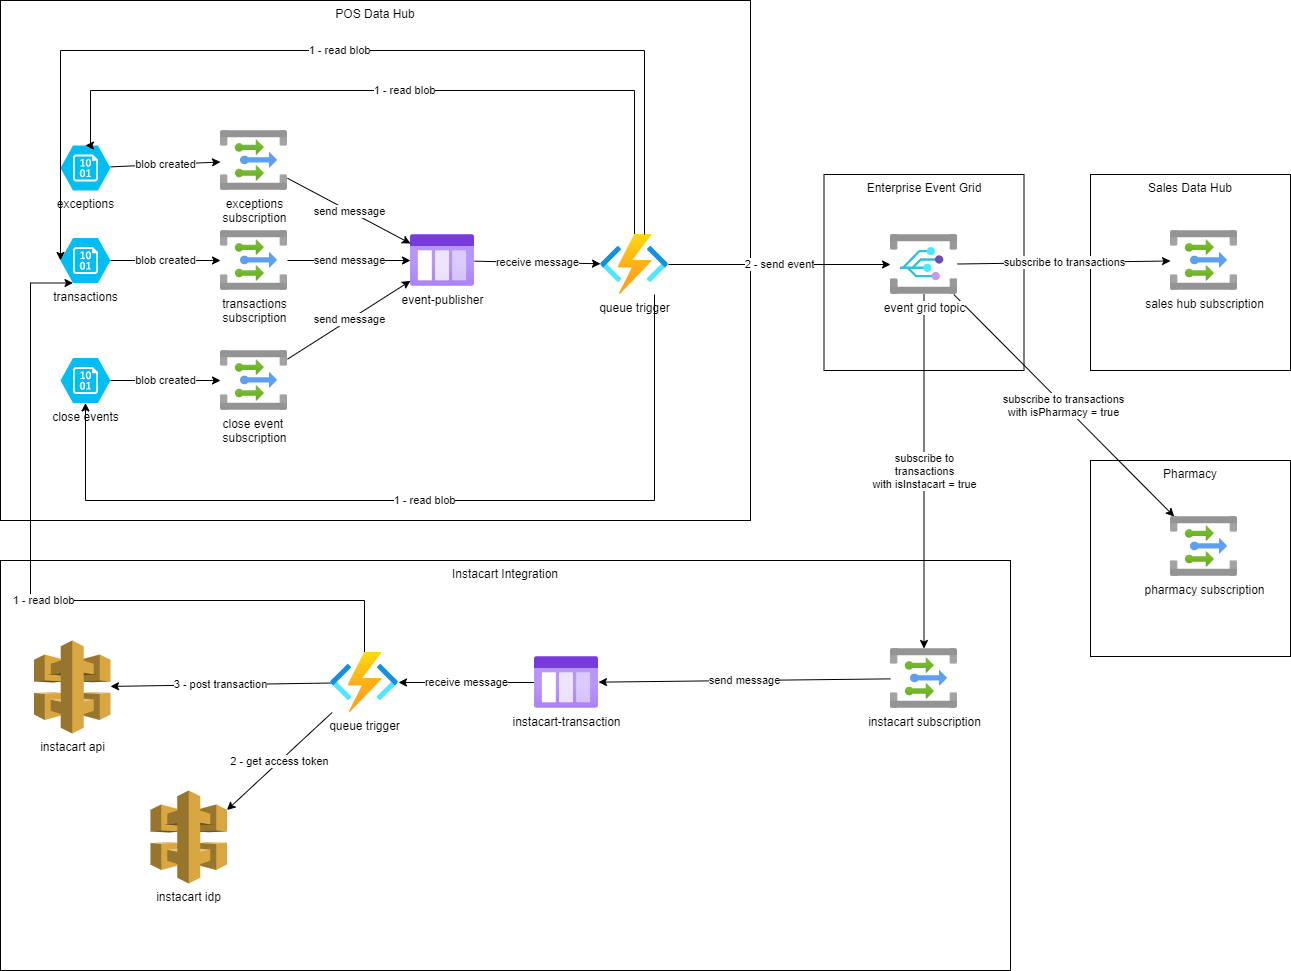 POS Data Hub
1 - read blob
1 - read blob
10
01
exceptions
blob created
exceptions
subscription
send message
10
01
transactions
blob created
transactions
subscription
send message
event-publisher
receive message
queue trigger
10
01
close events
blob created
close event
subscription
send message
1 - read blob
2 - send event
Enterprise Event Grid
event grid topic
subscribe to transactions
Sales Data Hub
sales hub subscription
subscribe to transactions
with isPharmacy = true
Pharmacy
pharmacy subscription
subscribe to
transactions
with isInstacart = true
Instacart Integration
1 - read blob
instacart api
3 - post transaction
queue trigger
receive message
instacart-transaction
send message
instacart subscription
2 - get access token
instacart idp